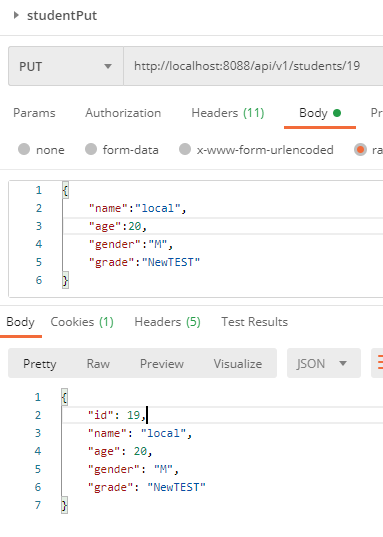 studentPut
PUT http://localhost:8088/api/v1/students/19
Params Authorization Headers (11) Body
none form-data x-www-form-urlencoded
1 {
2 "name":"local",
3 "age":20,
4 "gender":"M",
5 "grade":"NewTEST"
6 }
Body Cookies (1) Headers (5) Test Results
Pretty Raw Preview Visualize JSON
1 {
2 "id": 19,
3 "name": "local",
4 "age": 20,
5 "gender": "M",
6 "grade": "NewTEST"
7 }